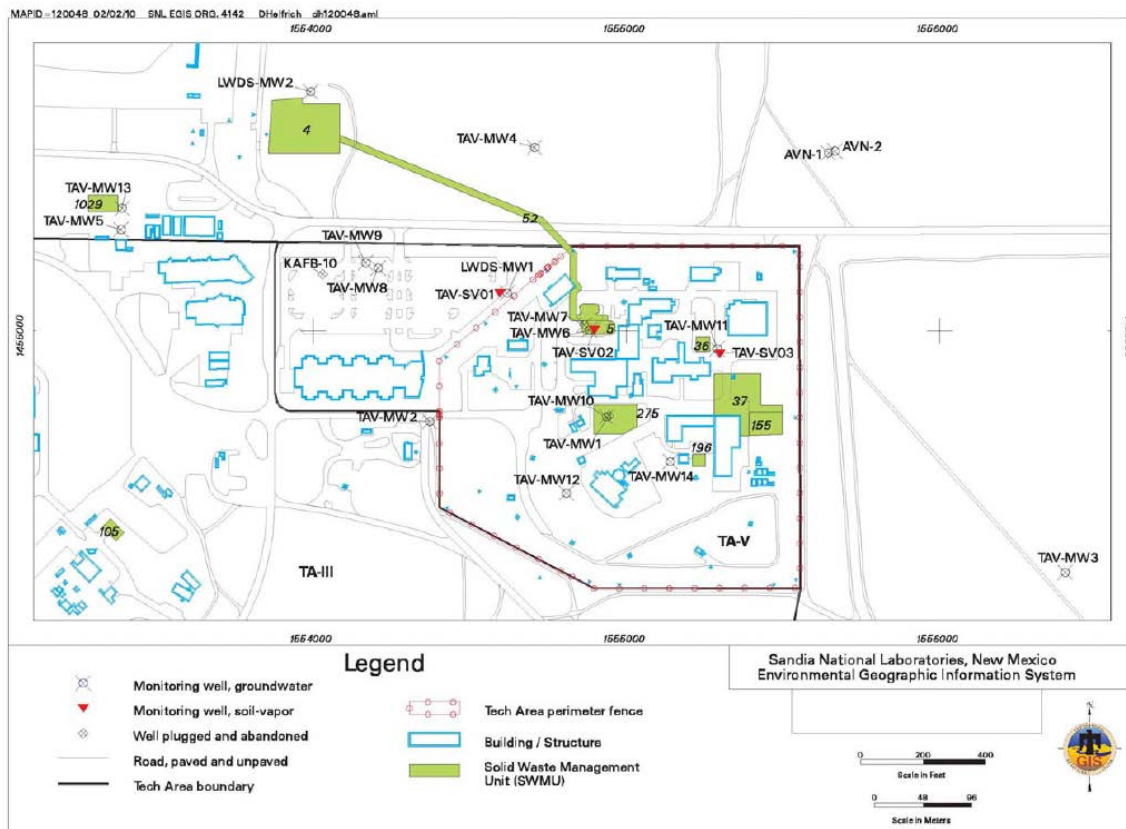 MAPID =120048 02/02/10 SNL EGIS ORG. 4142 DHelfrich dh120048.aml
1554000
1555000
1556000
LWDS-MW2
4
TAV-MW4
AVN-1
AVN-2
TAV-MW13
1029
TAV-MW5
52
TAV-MW9
KAFB-10
TAV-MW8
LWDS-MW1
TAV-SV01
TAV-MW7
TAV-MW6
5
TAV-MW11
36
TAV-SV02
TAV-SV03
1455000
37
TAV-MW10
275
TAV-MW2
155
TAV-MW1
196
TAV-MW14
TAV-MW12
105
TA-V
TA-III
TAV-MW3
1554000
1555000
1556000
Legend
Monitoring well, groundwater
Monitoring well, soil-vapor
Well plugged and abandoned
Road, paved and unpaved
Tech Area boundary
Tech Area perimeter fence
Building / Structure
Solid Waste Management
Unit (SWMU)
Sandia National Laboratories, New Mexico
Environmental Geographic Information System
0 200 400
Scale in Feet
0 48 96
Scale in Meters
GIS